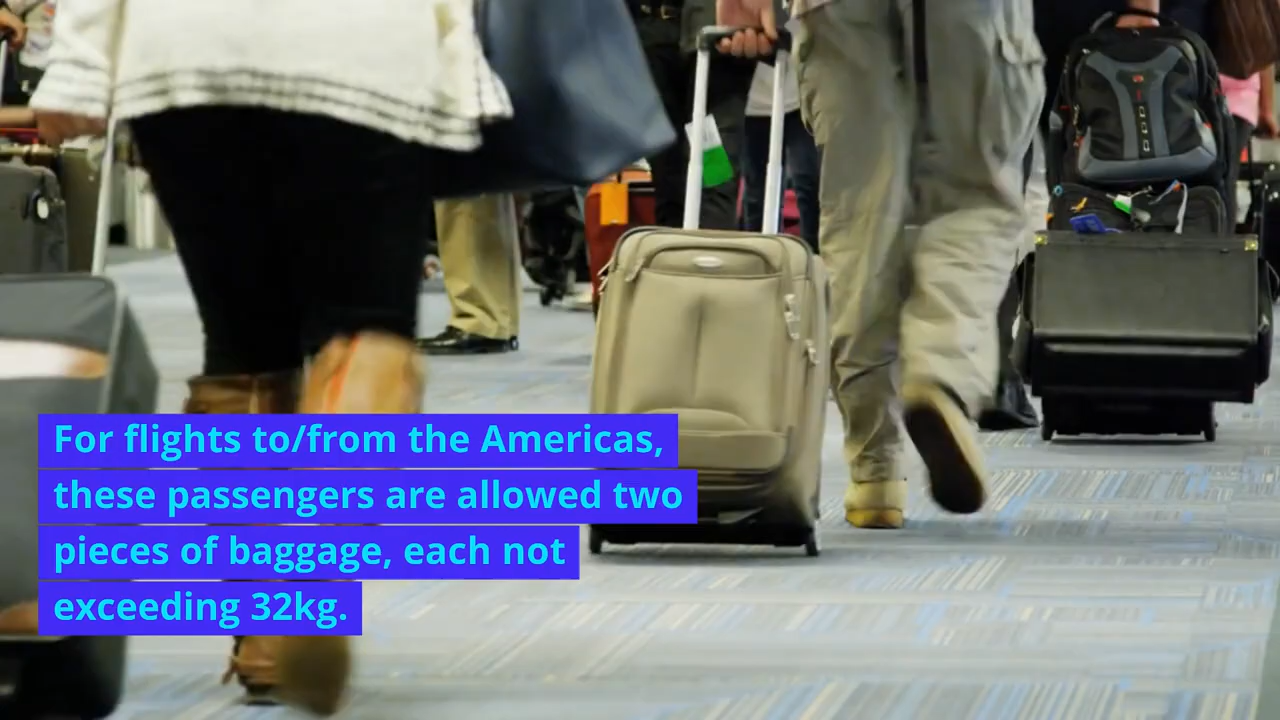 For flights to/from the Americas,
these passengers are allowed two
pieces of baggage, each not
exceeding 32kg.